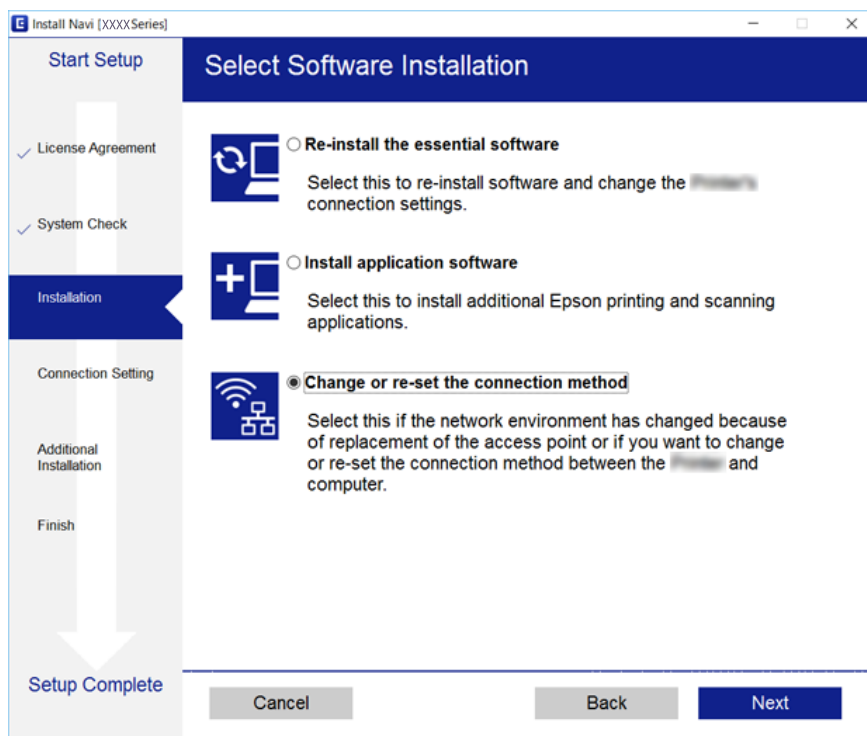 Install Navi [XXXX Series]
Start Setup
License Agreement
System Check
Installation
Connection Setting
Additional
Installation
Finish
Setup Complete
Select Software Installation
Re-install the essential software
Select this to re-install software and change the
connection settings.
Install application software
Select this to install additional Epson printing and scanning
applications.
Change or re-set the connection method
Select this if the network environment has changed because
of replacement of the access point or if you want to change
or re-set the connection method between the and
computer.
Cancel
Back
Next